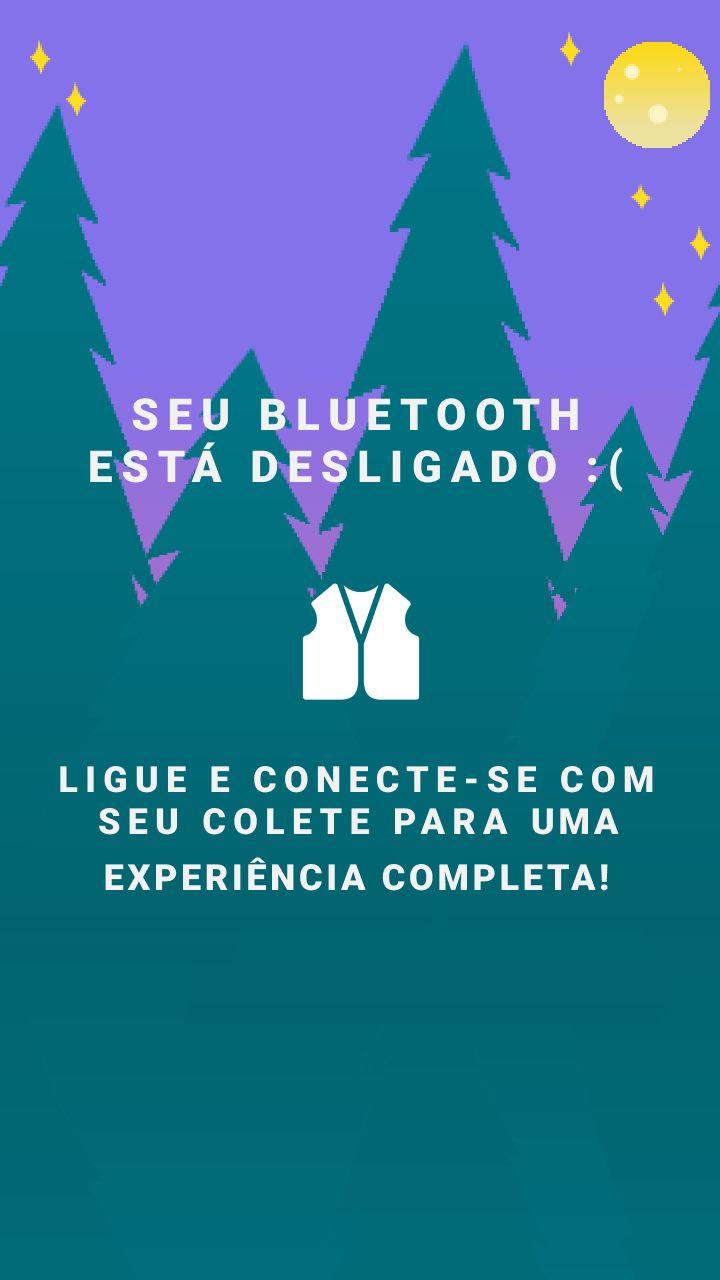 SEU BLUETOOTH
ESTÁ DESLIGADO :(
LIGUE E CONECTE-SE COM
SEU COLETE PARA UMA
EXPERIÊNCIA COMPLETA!